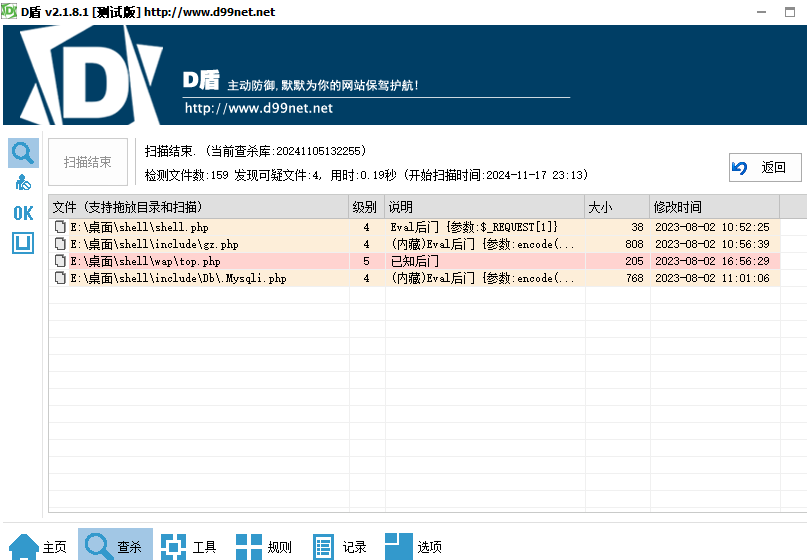 D盾 v2.1.8.1 [测试版] http://www.d99net.net
D盾 主动防御,默默为你的网站保驾护航!
http://www.d99net.net
扫描结束
扫描结束. (当前查杀库:20241105132255)
检测文件数:159 发现可疑文件:4, 用时:0.19秒 (开始扫描时间:2024-11-17 23:13)
返回
OK
文件 (支持拖放目录和扫描) 级别 说明 大小 修改时间
E:\桌面\shell\shell.php 4 Eval后门 {参数:$_REQUEST[1]} 38 2023-08-02 10:52:25
E:\桌面\shell\include\gz.php 4 (内藏)Eval后门 {参数:encode(... 808 2023-08-02 10:56:39
E:\桌面\shell\wap\top.php 5 已知后门 205 2023-08-02 16:56:29
E:\桌面\shell\include\Db\.Mysqli.php 4 (内藏)Eval后门 {参数:encode(... 768 2023-08-02 11:01:06
主页 查杀 工具 规则 记录 选项